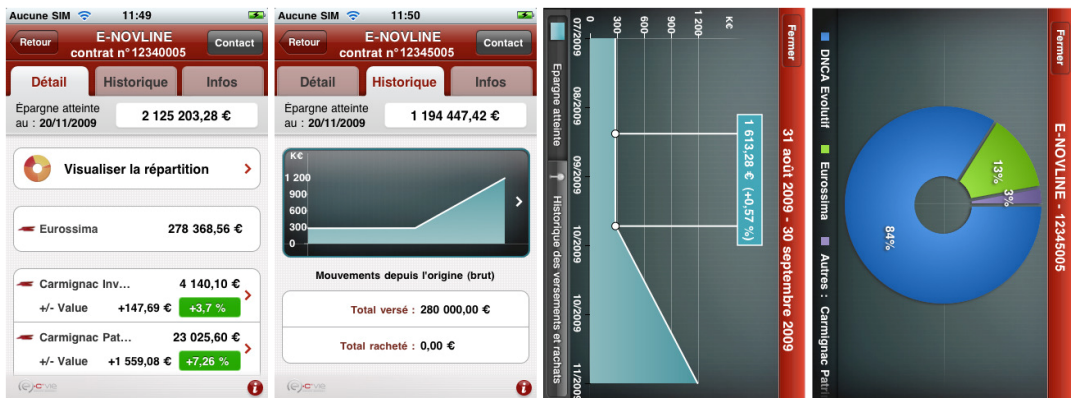 Aucune SIM 11:49
Retour
E-NOVLINE
contrat n°12340005
Contact
Détail
Historique
Infos
Épargne atteinte
au : 20/11/2009
2 125 203,28 €
Visualiser la répartition
Eurossima
278 368,56 €
Carmignac Inv...
4 140,10 €
+/- Value
+147,69 €
+3,7 %
Carmignac Pat...
23 025,60 €
+/- Value
+1 559,08 €
+7,26 %
(e)-cVIE
i
Aucune SIM 11:50
Retour
E-NOVLINE
contrat n°12345005
Contact
Détail
Historique
Infos
Épargne atteinte
au : 20/11/2009
1 194 447,42 €
K€
1 200
900
600
300
0
Mouvements depuis l'origine (brut)
Total versé : 280 000,00 €
Total racheté : 0,00 €
(e)-cVIE
i
Fermer
31 août 2009 - 30 septembre 2009
K€
1 200
900
600
300
0
1 613,28 € (+0,57 %)
07/2009
08/2009
09/2009
10/2009
10/2009
11/2009
Epargne atteinte
Historique des versements et rachats
Fermer
E-NOVLINE - 12345005
13%
3%
84%
DNCA Evolutif
Eurossima
Autres : Carmignac Patri